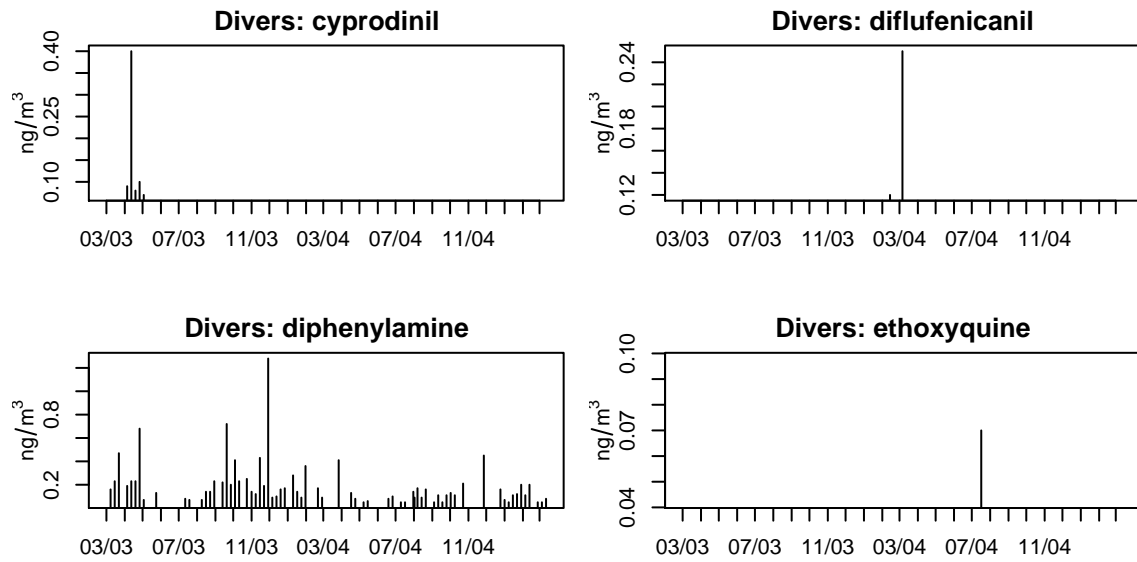 Divers: cyprodinil
ng/m³
0.10 0.25 0.40
03/03 07/03 11/03 03/04 07/04 11/04
Divers: diflufenicanil
ng/m³
0.12 0.18 0.24
03/03 07/03 11/03 03/04 07/04 11/04
Divers: diphenylamine
ng/m³
0.2 0.8
03/03 07/03 11/03 03/04 07/04 11/04
Divers: ethoxyquine
ng/m³
0.04 0.07 0.10
03/03 07/03 11/03 03/04 07/04 11/04